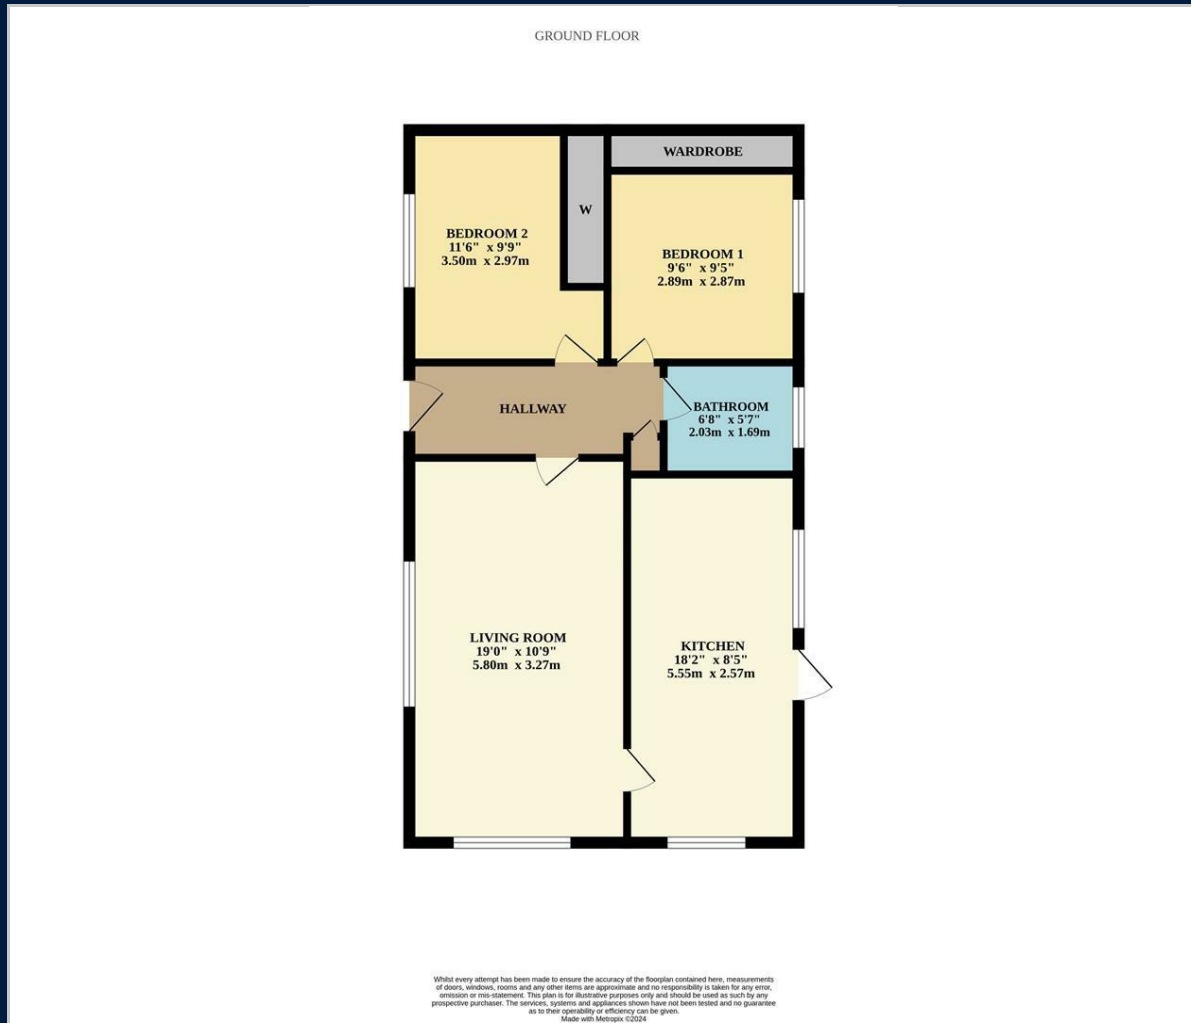 GROUND FLOOR
WARDROBE
W
BEDROOM 2
11'6" x 9'9"
3.50m x 2.97m
BEDROOM 1
9'6" x 9'5"
2.89m x 2.87m
HALLWAY
BATHROOM
6'8" x 5'7"
2.03m x 1.69m
LIVING ROOM
19'0" x 10'9"
5.80m x 3.27m
KITCHEN
18'2" x 8'5"
5.55m x 2.57m
Whilst every attempt has been made to ensure the accuracy of the floorplan contained here, measurements
of doors, windows, rooms and any other items are approximate and no responsibility is taken for any error,
omission or mis-statement. This plan is for illustrative purposes only and should be used as such by any
prospective purchaser. The services, systems and appliances shown have not been tested and no guarantee
as to their operability or efficiency can be given.
Made with Metropix ©2024